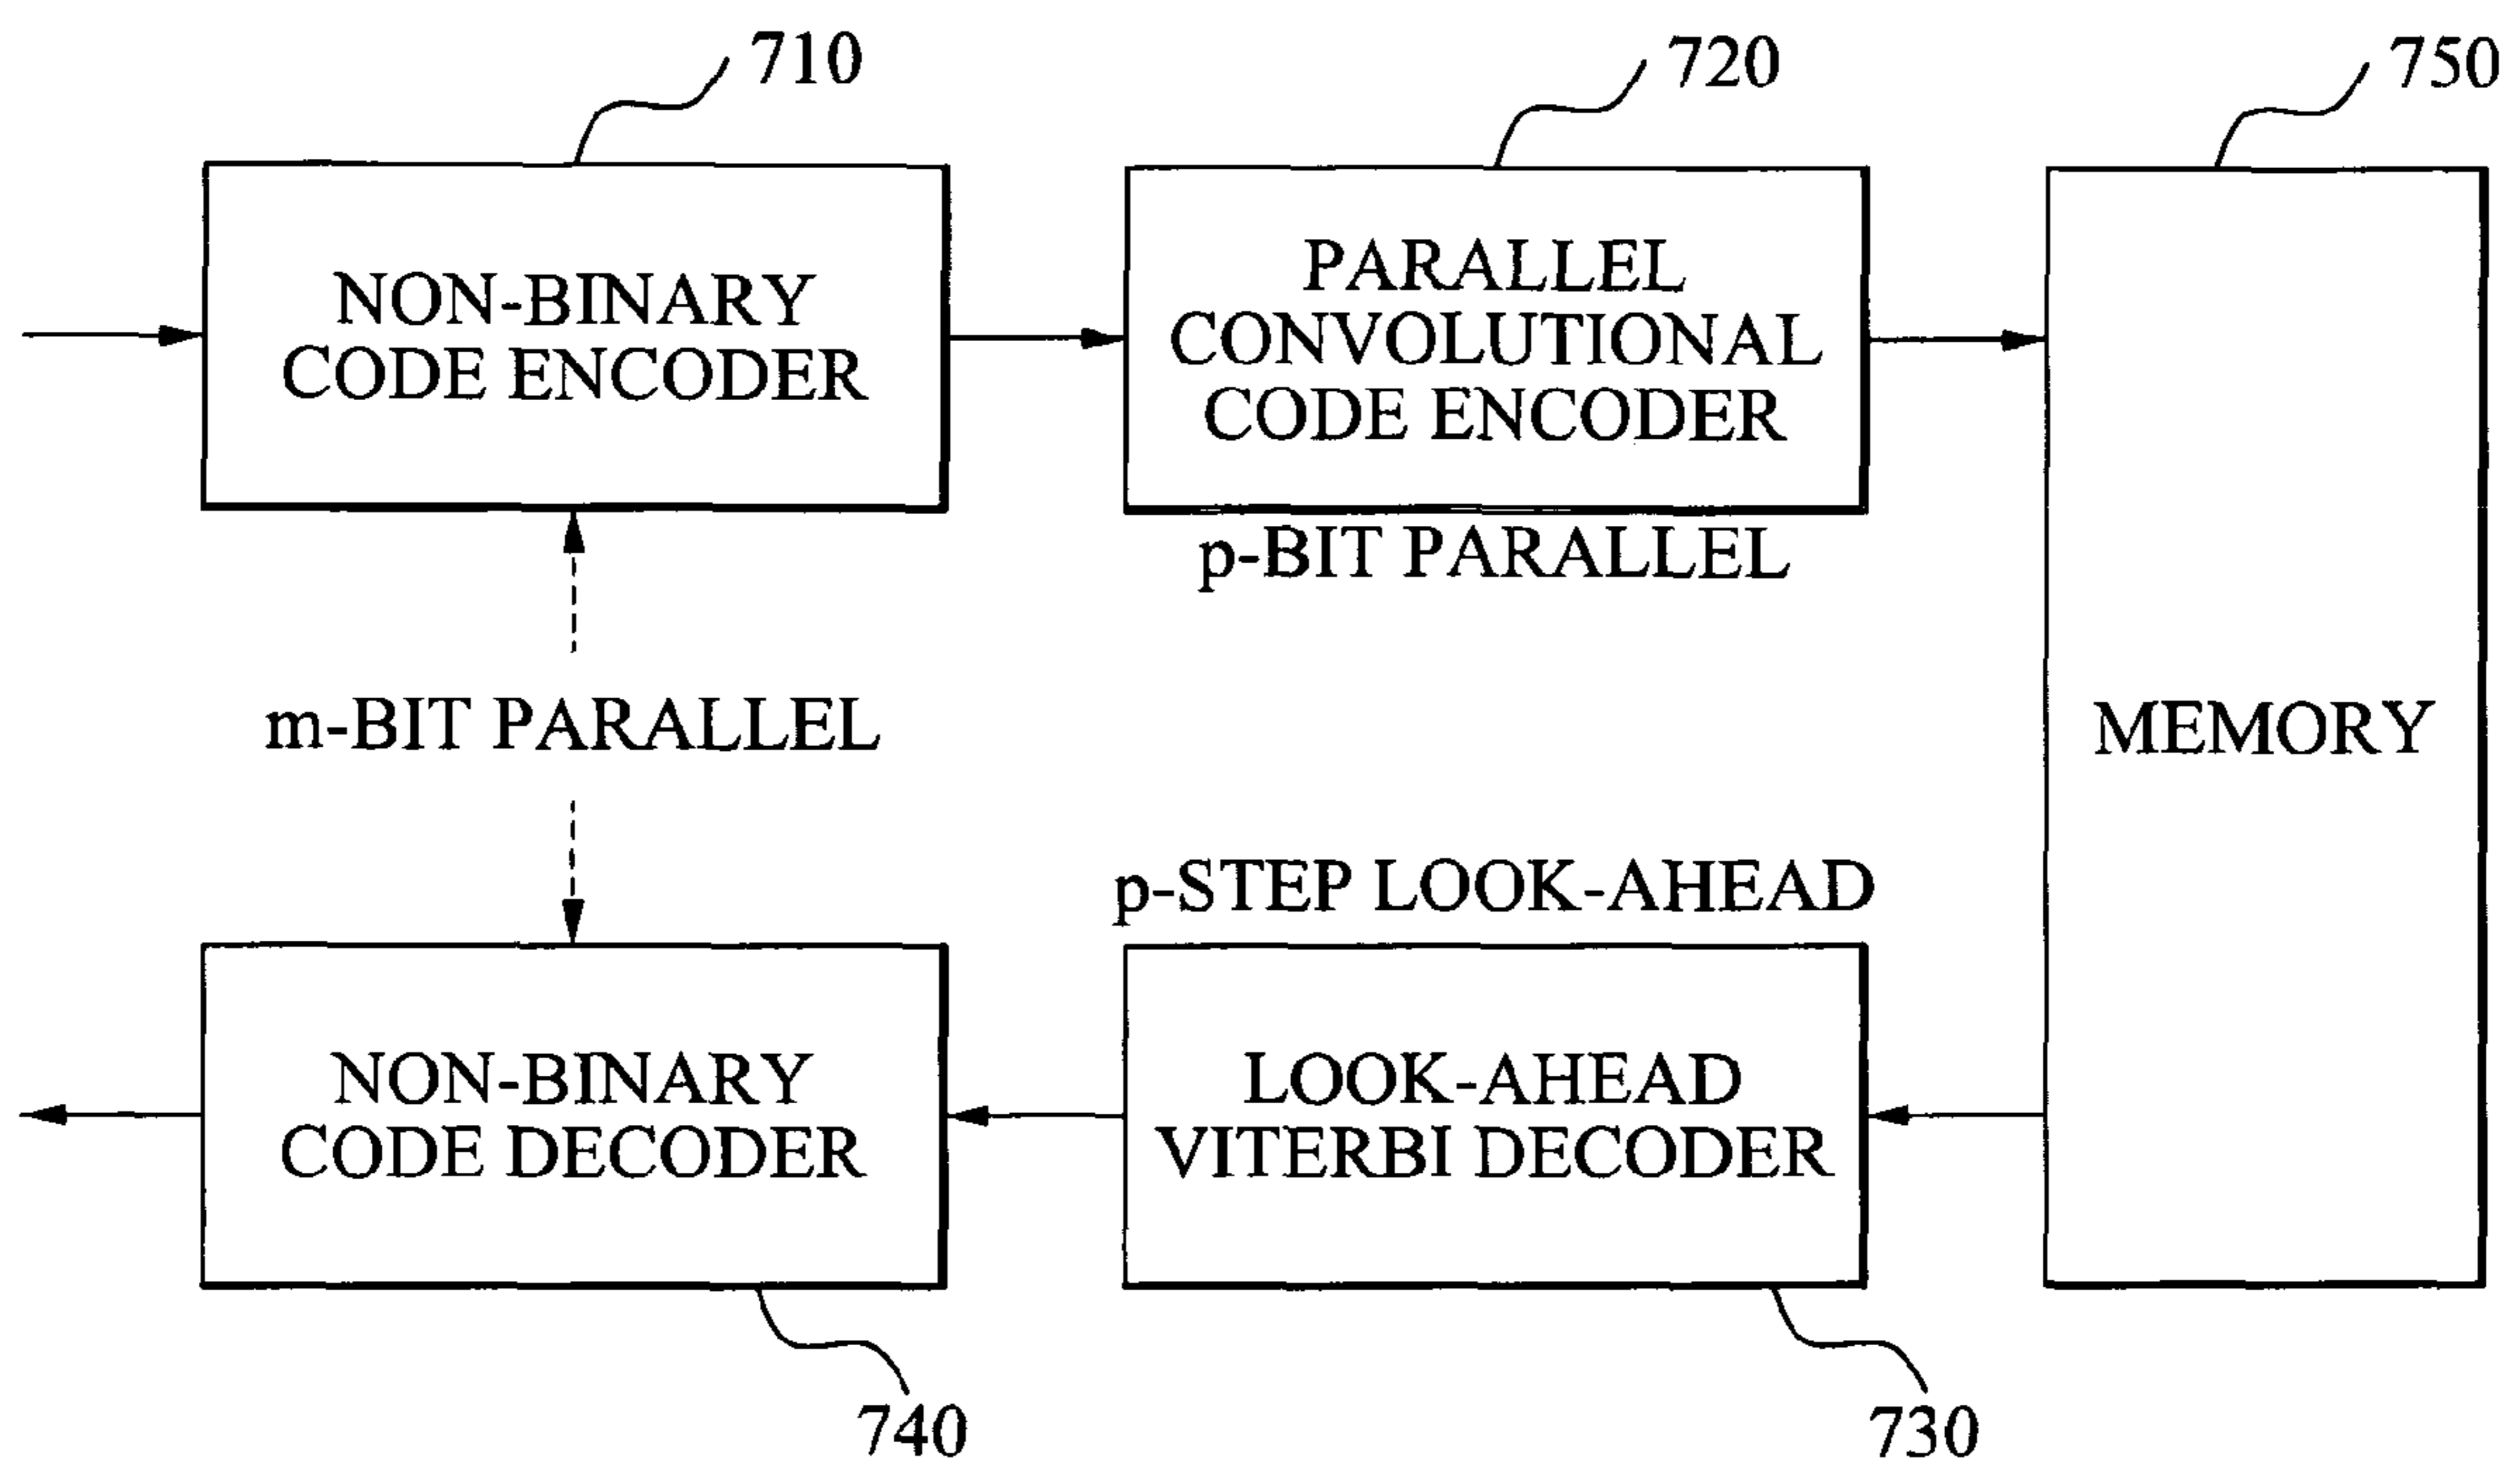 710
720
750
NON-BINARY
CODE ENCODER
PARALLEL
CONVOLUTIONAL
CODE ENCODER
p-BIT PARALLEL
m-BIT PARALLEL
MEMORY
p-STEP LOOK-AHEAD
NON-BINARY
CODE DECODER
LOOK-AHEAD
VITERBI DECODER
740
730